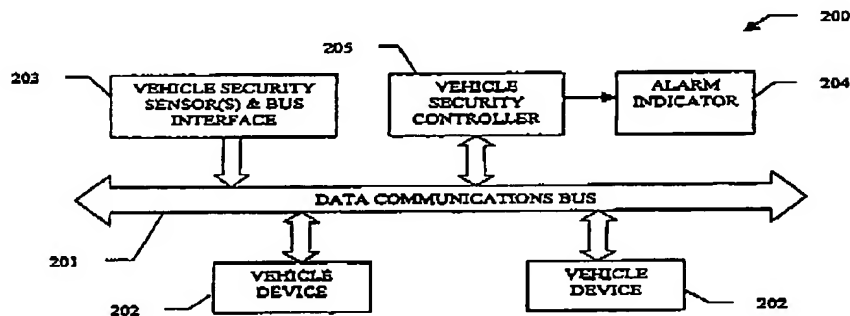 200
205
203
VEHICLE SECURITY
SENSOR(S) & BUS
INTERFACE
VEHICLE
SECURITY
CONTROLLER
ALARM
INDICATOR
204
DATA COMMUNICATIONS BUS
201
VEHICLE
DEVICE
202
VEHICLE
DEVICE
202